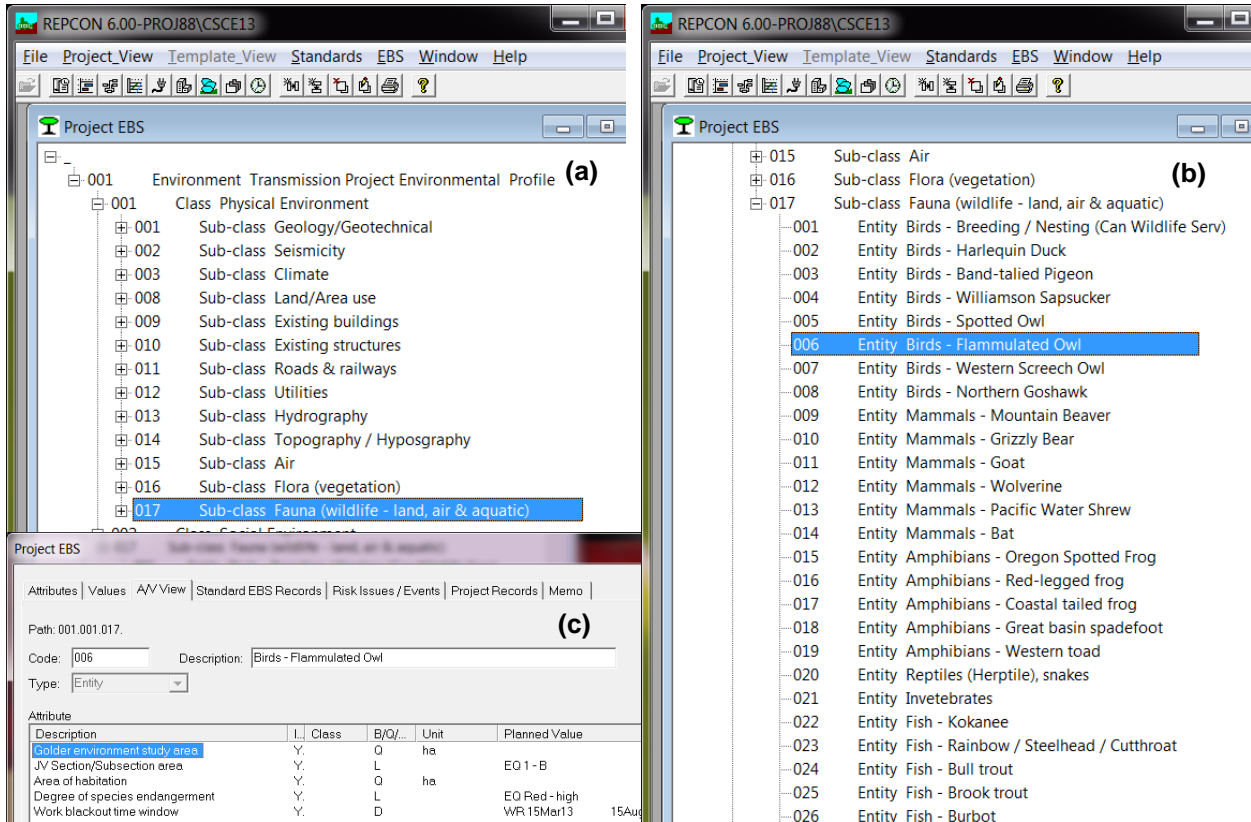 REPCON 6.00-PROJ88\CSCE13
File Project_View Template_View Standards EBS Window Help
Project EBS
_
001 Environment Transmission Project Environmental Profile (a)
001 Class Physical Environment
001 Sub-class Geology/Geotechnical
002 Sub-class Seismicity
003 Sub-class Climate
008 Sub-class Land/Area use
009 Sub-class Existing buildings
010 Sub-class Existing structures
011 Sub-class Roads & railways
012 Sub-class Utilities
013 Sub-class Hydrography
014 Sub-class Topography / Hyposgraphy
015 Sub-class Air
016 Sub-class Flora (vegetation)
017 Sub-class Fauna (wildlife - land, air & aquatic)
Class Social Environment
Project EBS
Attributes Values A/V View Standard EBS Records Risk Issues / Events Project Records Memo
Path: 001.001.017. (c)
Code: 006 Description: Birds - Flammulated Owl
Type: Entity
Attribute
Description I... Class B/Q/... Unit Planned Value
Golder environment study area Y. Q ha
JV Section/Subsection area Y. L EQ 1 - B
Area of habitation Y. Q ha
Degree of species endangerment Y. L EQ Red - high
Work blackout time window Y. D WR 15Mar13 15Aug
REPCON 6.00-PROJ88\CSCE13
File Project_View Template_View Standards EBS Window Help
Project EBS
015 Sub-class Air
016 Sub-class Flora (vegetation) (b)
017 Sub-class Fauna (wildlife - land, air & aquatic)
001 Entity Birds - Breeding / Nesting (Can Wildlife Serv)
002 Entity Birds - Harlequin Duck
003 Entity Birds - Band-talied Pigeon
004 Entity Birds - Williamson Sapsucker
005 Entity Birds - Spotted Owl
006 Entity Birds - Flammulated Owl
007 Entity Birds - Western Screech Owl
008 Entity Birds - Northern Goshawk
009 Entity Mammals - Mountain Beaver
010 Entity Mammals - Grizzly Bear
011 Entity Mammals - Goat
012 Entity Mammals - Wolverine
013 Entity Mammals - Pacific Water Shrew
014 Entity Mammals - Bat
015 Entity Amphibians - Oregon Spotted Frog
016 Entity Amphibians - Red-legged frog
017 Entity Amphibians - Coastal tailed frog
018 Entity Amphibians - Great basin spadefoot
019 Entity Amphibians - Western toad
020 Entity Reptiles (Herptile), snakes
021 Entity Invetebrates
022 Entity Fish - Kokanee
023 Entity Fish - Rainbow / Steelhead / Cutthroat
024 Entity Fish - Bull trout
025 Entity Fish - Brook trout
026 Entity Fish - Burbot